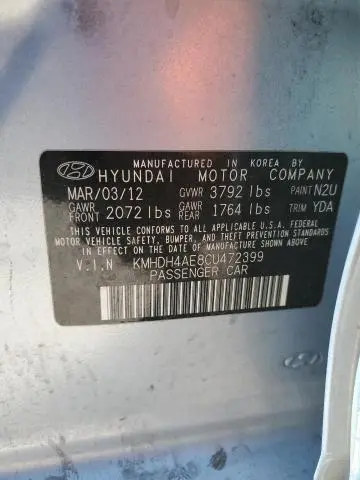 MANUFACTURED IN KOREA BY
HYUNDAI MOTOR COMPANY
MAR/03/12 GVWR 3792 lbs PAINT N2U
GAWR FRONT 2072 lbs GAWR REAR 1764 lbs TRIM YDA
THIS VEHICLE CONFORMS TO ALL APPLICABLE U.S.A. FEDERAL
MOTOR VEHICLE SAFETY, BUMPER, AND THEFT PREVENTION
STANDARDS IN EFFECT ON THE DATE OF MANUFACTURE SHOWN ABOVE.
V.I.N KMHDH4AE8CU472399
PASSENGER CAR